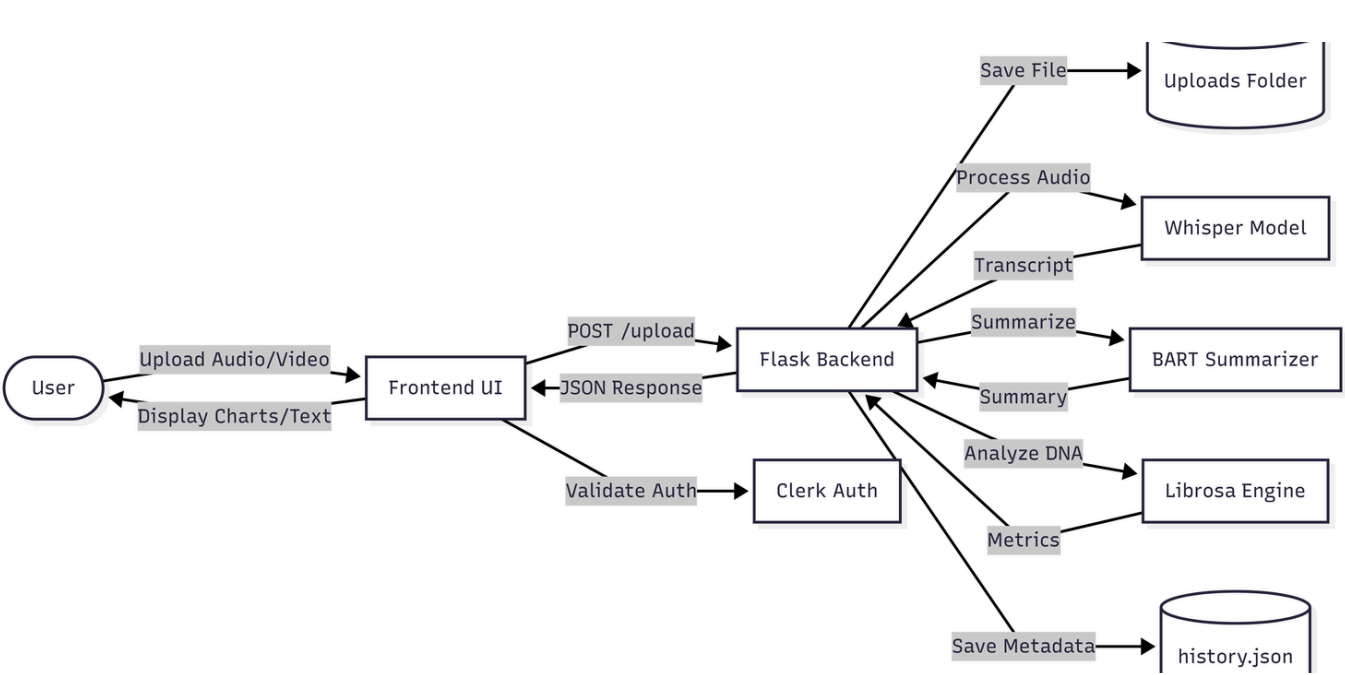 Save File
Uploads Folder
Process Audio
Whisper Model
Transcript
POST /upload
Summarize
Upload Audio/Video
Flask Backend
BART Summarizer
User
Frontend UI
JSON Response
Display Charts/Text
Summary
Analyze DNA
Validate Auth
Clerk Auth
Librosa Engine
Metrics
Save Metadata
history.json